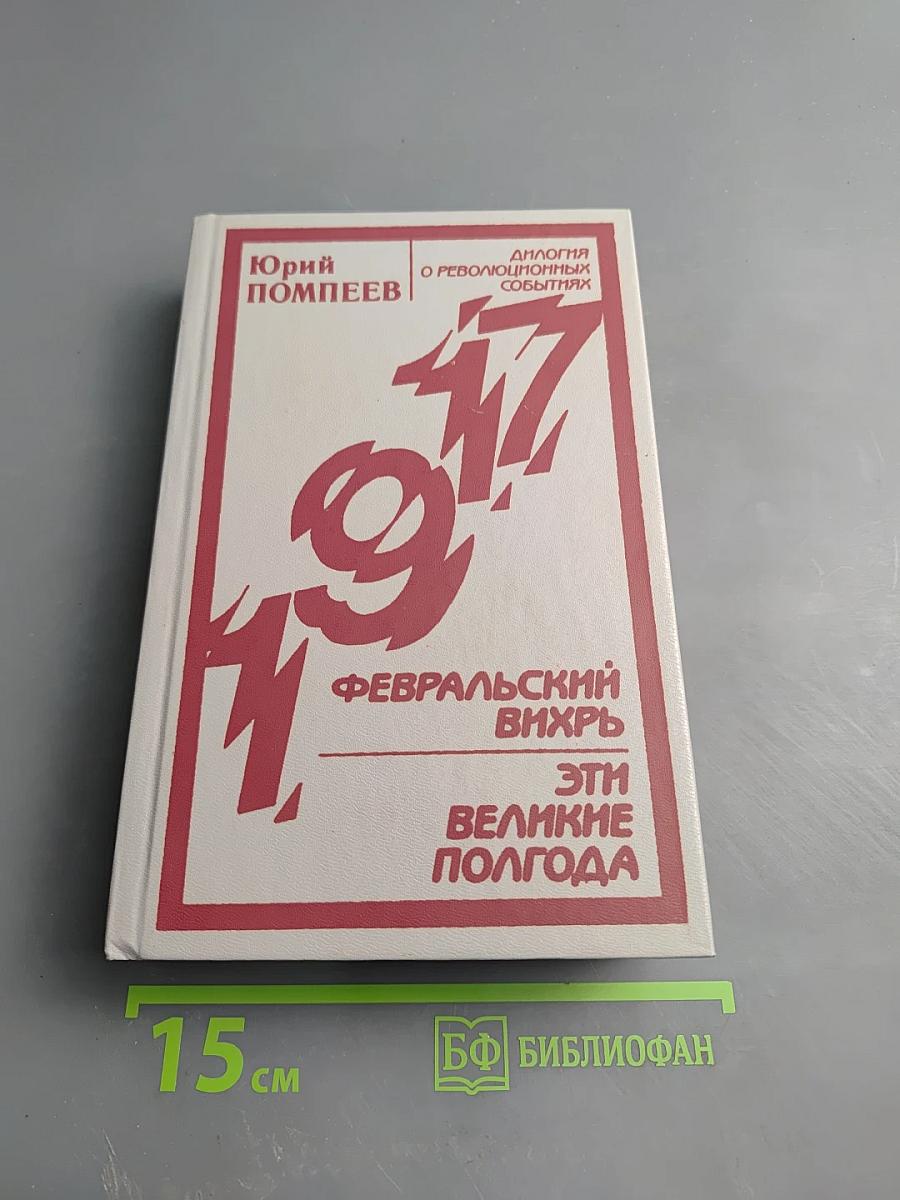 Юрий
ПОМПЕЕВ
ДИЛОГИЯ
О РЕВОЛЮЦИОННЫХ
СОБЫТИЯХ
1917
ФЕВРАЛЬСКИЙ
ВИХРЬ
ЭТИ
ВЕЛИКИЕ
ПОЛГОДА
15 см
БФ БИБЛИОФАН